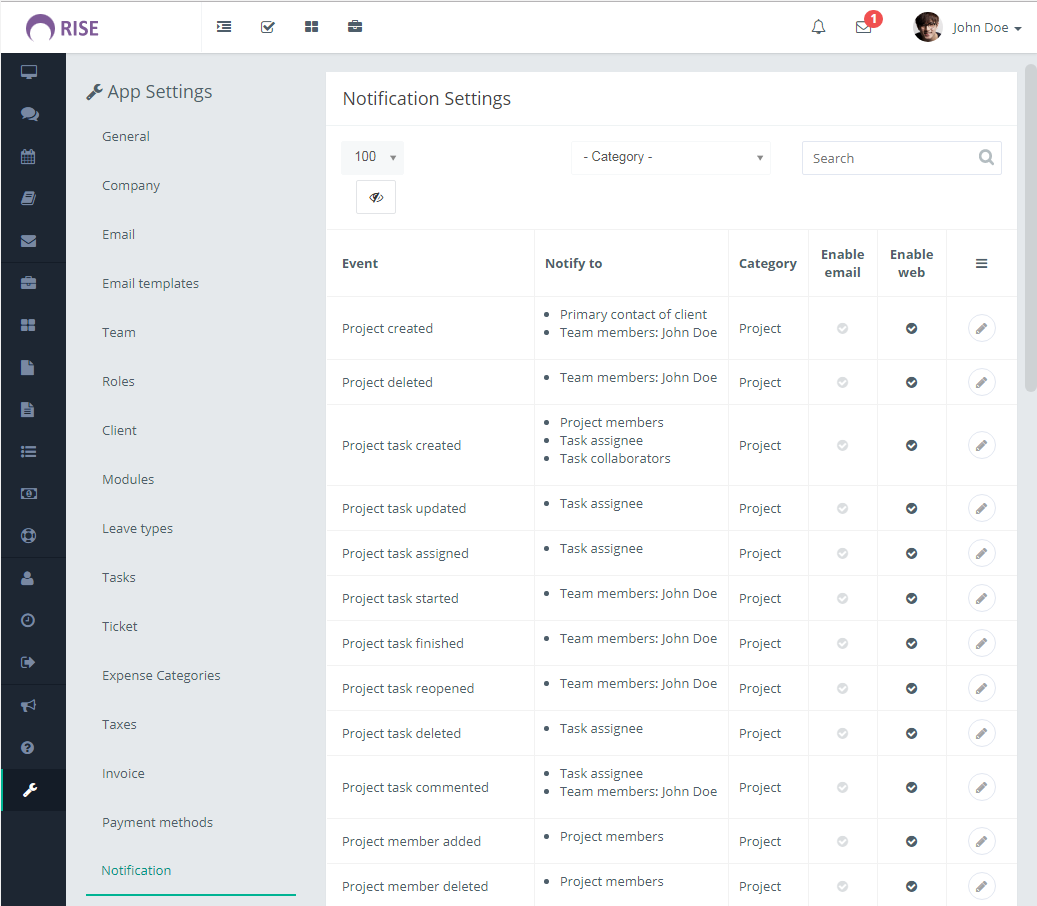 RISE
1
John Doe
App Settings
General
Company
Email
Email templates
Team
Roles
Client
Modules
Leave types
Tasks
Ticket
Expense Categories
Taxes
Invoice
Payment methods
Notification
Notification Settings
100
- Category -
Search
Event
Notify to
Category
Enable
email
Enable
web
Project created
Primary contact of client
Team members: John Doe
Project
Project deleted
Team members: John Doe
Project
Project task created
Project members
Task assignee
Task collaborators
Project
Project task updated
Task assignee
Project
Project task assigned
Task assignee
Project
Project task started
Team members: John Doe
Project
Project task finished
Team members: John Doe
Project
Project task reopened
Team members: John Doe
Project
Project task deleted
Task assignee
Project
Project task commented
Task assignee
Team members: John Doe
Project
Project member added
Project members
Project
Project member deleted
Project members
Project